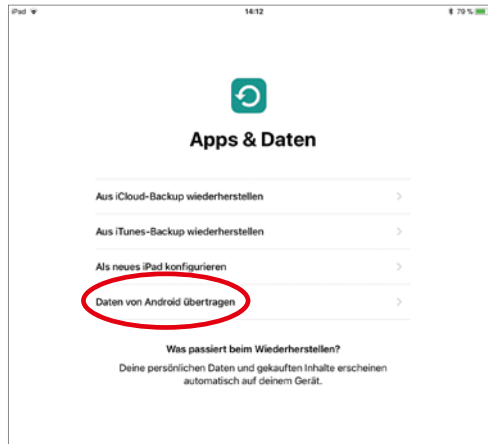 iPad 14:12 79 %
Apps & Daten
Aus iCloud-Backup wiederherstellen
Aus iTunes-Backup wiederherstellen
Als neues iPad konfigurieren
Daten von Android übertragen
Was passiert beim Wiederherstellen?
Deine persönlichen Daten und gekauften Inhalte erscheinen
automatisch auf deinem Gerät.